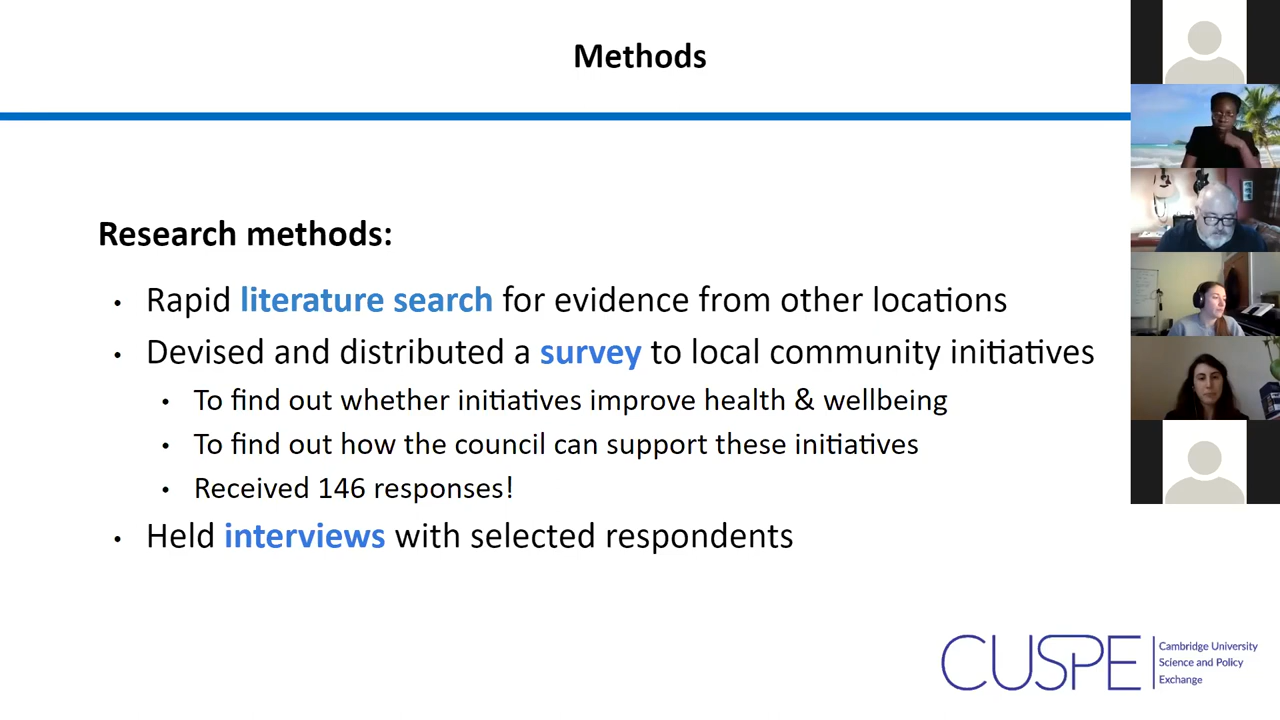 Methods
Research methods:
• Rapid literature search for evidence from other locations
• Devised and distributed a survey to local community initiatives
• To find out whether initiatives improve health & wellbeing
• To find out how the council can support these initiatives
• Received 146 responses!
• Held interviews with selected respondents
CUSPE
Cambridge University
Science and Policy
Exchange